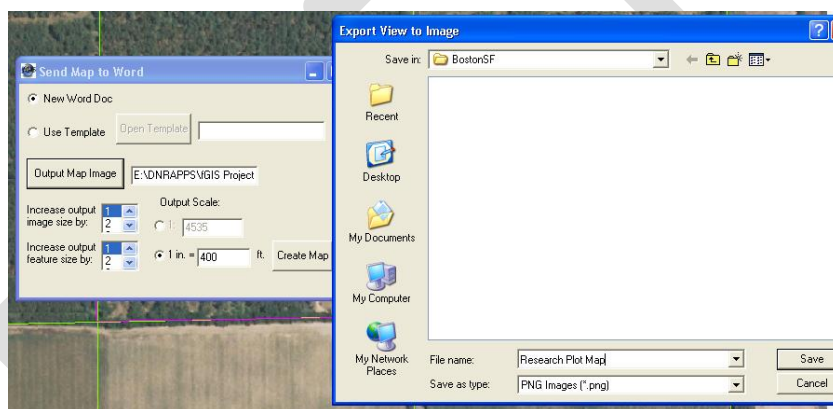 Send Map to Word
New Word Doc
Use Template
Open Template
Output Map Image
E:\DNRAPPS\VGIS Project
Increase output
image size by:
1
2
Output Scale:
1:
4535
Increase output
feature size by:
1
2
1 in. =
400
ft.
Create Map
Export View to Image
Save in:
BostonSF
Recent
Desktop
My Documents
My Computer
My Network
Places
File name:
Research Plot Map
Save
Save as type:
PNG Images (*.png)
Cancel